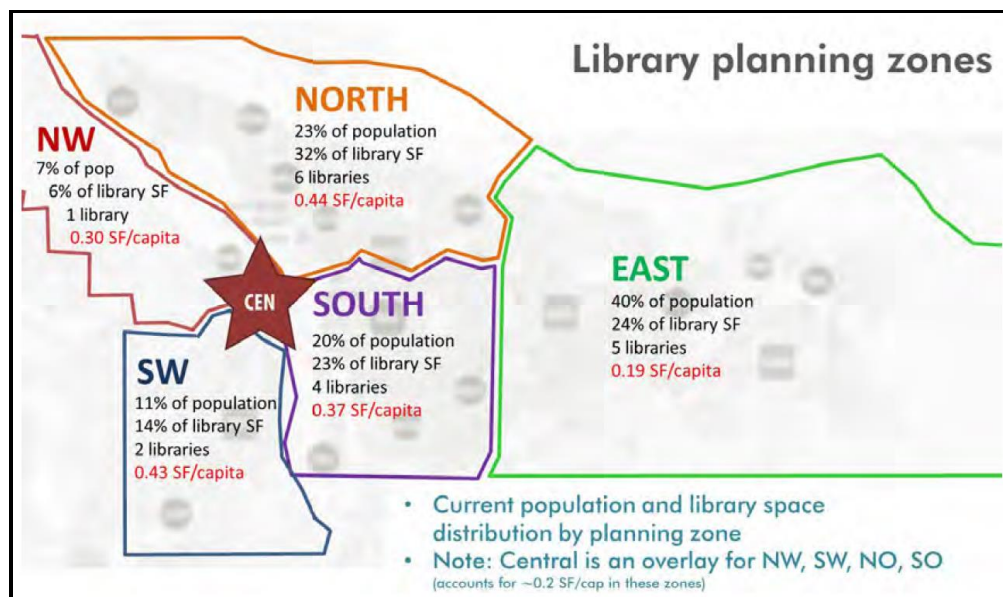 Library planning zones
NORTH
23% of population
32% of library SF
6 libraries
0.44 SF/capita
NW
7% of pop
6% of library SF
1 library
0.30 SF/capita
CEN
EAST
40% of population
24% of library SF
5 libraries
0.19 SF/capita
SOUTH
20% of population
23% of library SF
4 libraries
0.37 SF/capita
SW
11% of population
14% of library SF
2 libraries
0.43 SF/capita
• Current population and library space
distribution by planning zone
• Note: Central is an overlay for NW, SW, NO, SO
(accounts for ~0.2 SF/cap in these zones)